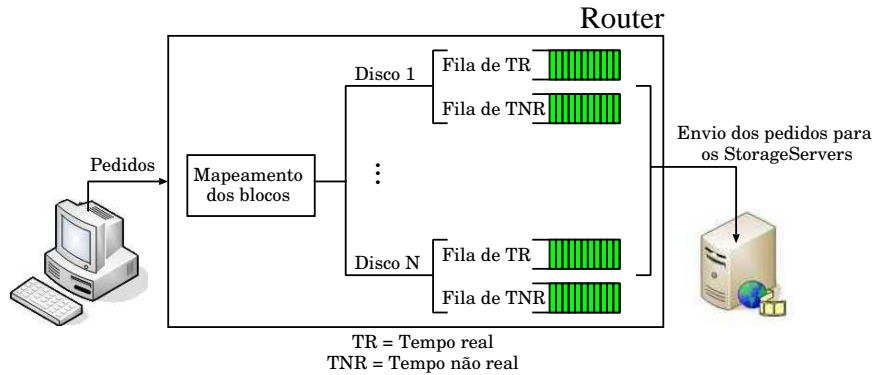 Router
Pedidos
Mapeamento
dos blocos
Disco 1
Fila de TR
Fila de TNR
Disco N
Fila de TR
Fila de TNR
Envio dos pedidos para
os StorageServers
TR = Tempo real
TNR = Tempo não real